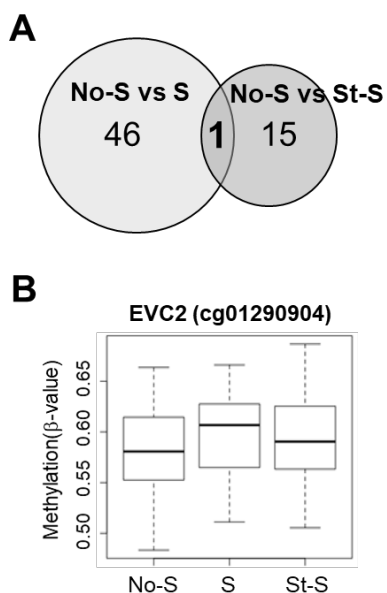 A
No-S vs S
No-S vs St-S
46
1
15
B
EVC2 (cg01290904)
Methylation(β-value)
0.65
0.60
0.55
0.50
No-S
S
St-S